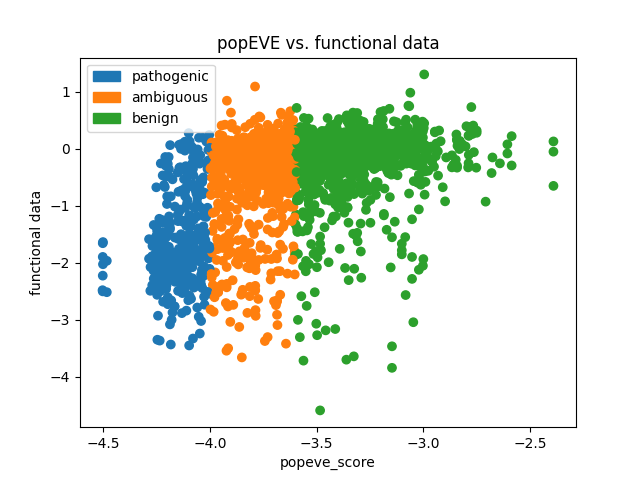 popEVE vs. functional data
pathogenic
ambiguous
benign
1
0
−1
−2
−3
−4
functional data
−4.5 −4.0 −3.5 −3.0 −2.5
popeve_score